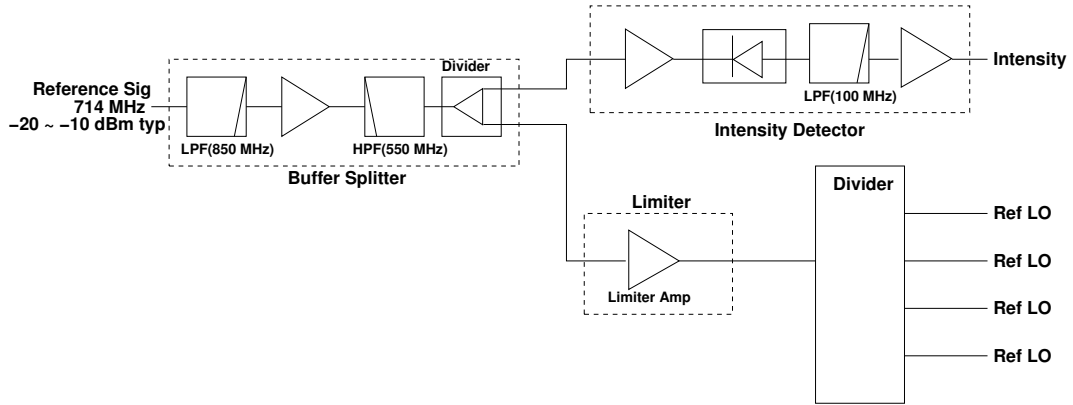 Reference Sig
714 MHz
−20 ~ −10 dBm typ
LPF(850 MHz)
HPF(550 MHz)
Divider
Buffer Splitter
LPF(100 MHz)
Intensity
Intensity Detector
Limiter
Limiter Amp
Divider
Ref LO
Ref LO
Ref LO
Ref LO